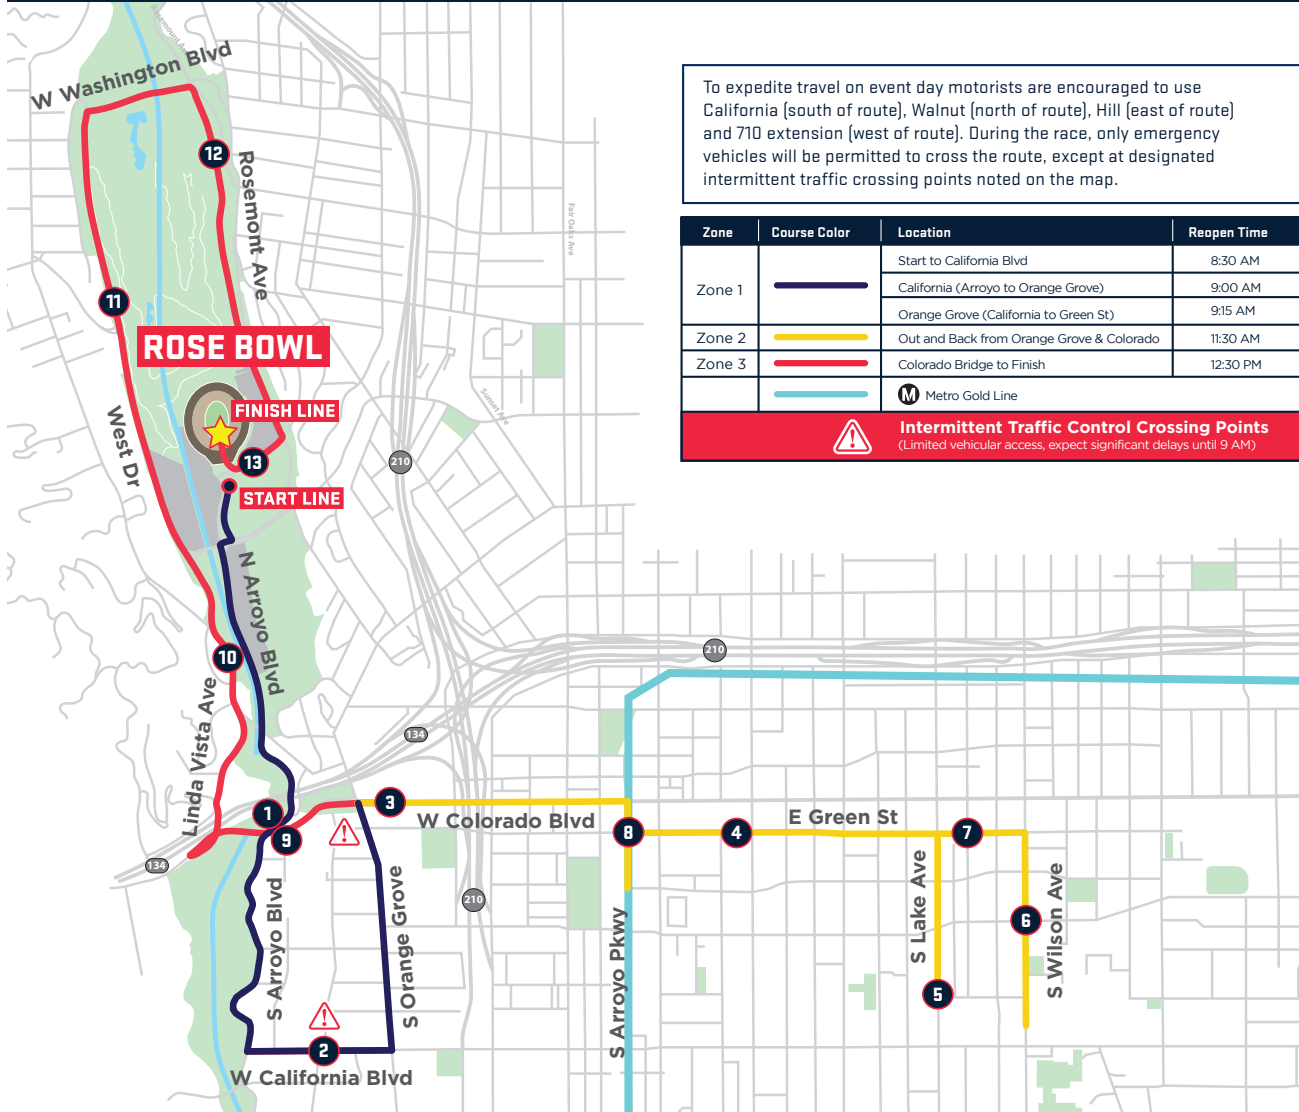 To expedite travel on event day motorists are encouraged to use
California (south of route), Walnut (north of route), Hill (east of route)
and 710 extension (west of route). During the race, only emergency
vehicles will be permitted to cross the route, except at designated
intermittent traffic crossing points noted on the map.
Zone Course Color Location Reopen Time
Zone 1
Start to California Blvd 8:30 AM
California (Arroyo to Orange Grove) 9:00 AM
Orange Grove (California to Green St) 9:15 AM
Zone 2 Out and Back from Orange Grove & Colorado 11:30 AM
Zone 3 Colorado Bridge to Finish 12:30 PM
M Metro Gold Line
Intermittent Traffic Control Crossing Points
(Limited vehicular access, expect significant delays until 9 AM)
Rosemount Ave
W Washington Blvd
12
Rosemont Ave
Fair Oaks Ave
11
ROSE BOWL
Sunset Ave
FINISH LINE
West Dr
13
210
START LINE
N Arroyo Blvd
10
210
Linda Vista Ave
134
1
3
W Colorado Blvd
E Green St
9
8
4
7
134
210
S Arroyo Blvd
S Orange Grove
S Arroyo Pkwy
S Lake Ave
6
S Wilson Ave
5
2
W California Blvd